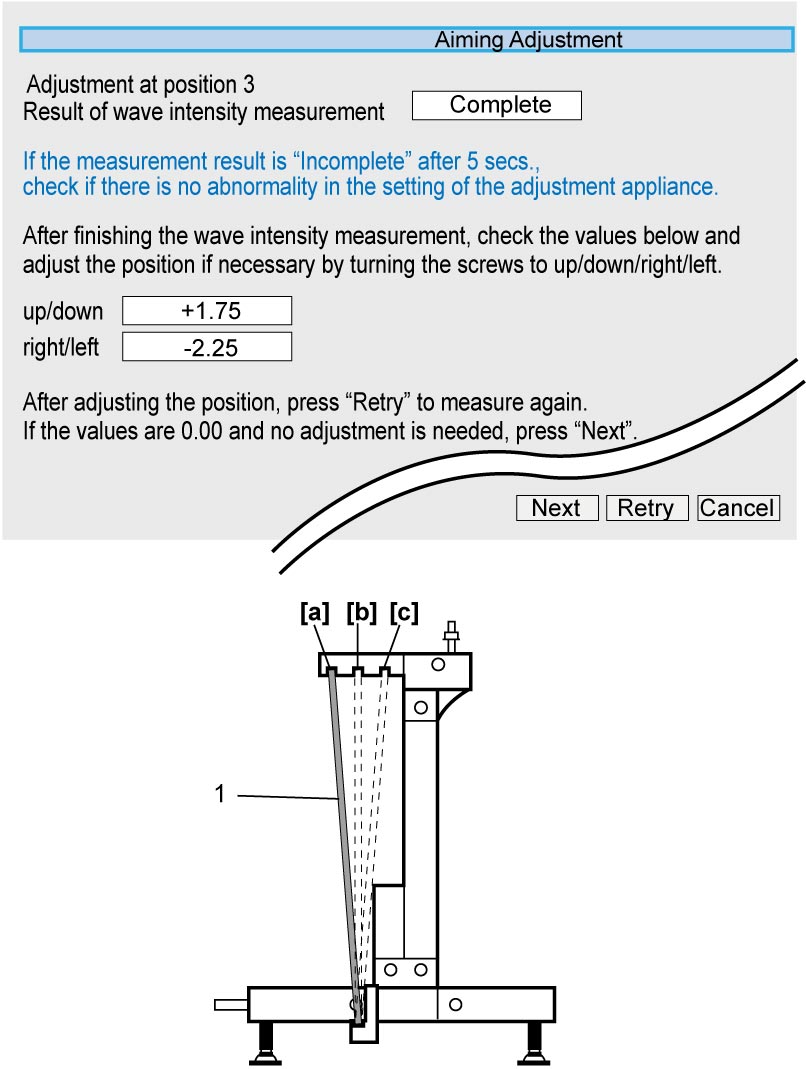 Aiming Adjustment
Adjustment at position 3
Result of wave intensity measurement Complete
If the measurement result is “Incomplete” after 5 secs.,
check if there is no abnormality in the setting of the adjustment appliance.
After finishing the wave intensity measurement, check the values below and
adjust the position if necessary by turning the screws to up/down/right/left.
up/down +1.75
right/left -2.25
After adjusting the position, press “Retry” to measure again.
If the values are 0.00 and no adjustment is needed, press “Next”.
Next Retry Cancel
[a] [b] [c]
1